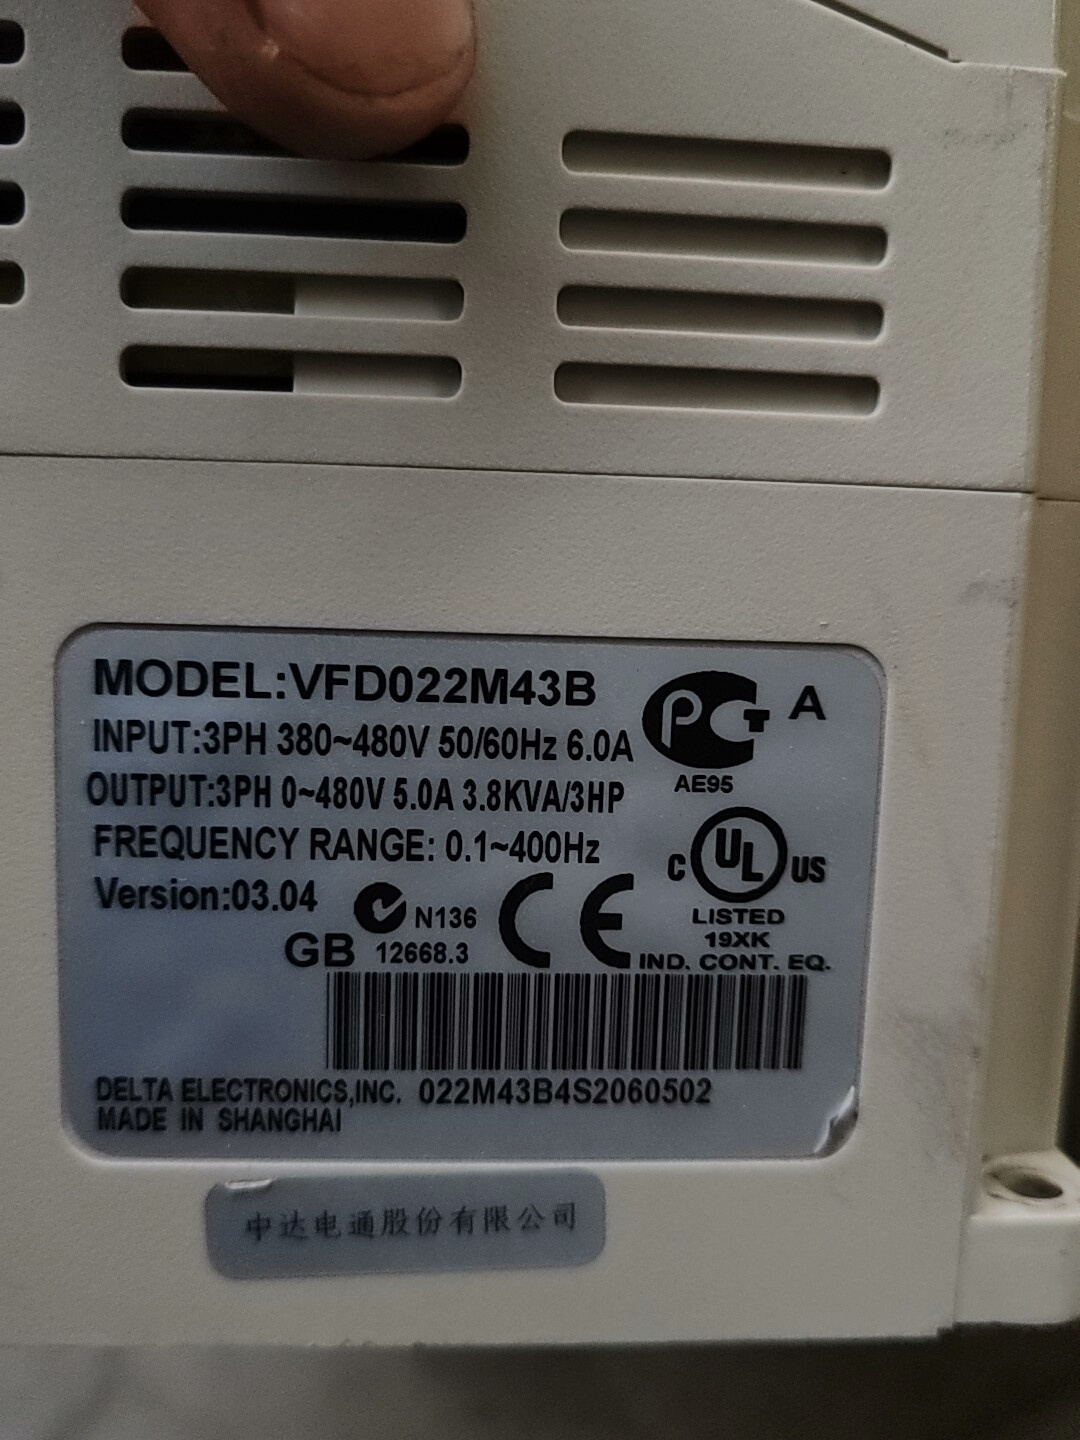 MODEL:VFD022M43B
INPUT:3PH 380~480V 50/60Hz 6.0A
OUTPUT:3PH 0~480V 5.0A 3.8KVA/3HP
FREQUENCY RANGE: 0.1~400Hz
Version:03.04
PCT A
AE95
C UL US
LISTED
19XK
IND. CONT. EQ.
N136
GB 12668.3
CE
DELTA ELECTRONICS,INC. 022M43B4S2060502
MADE IN SHANGHAI
中达电通股份有限公司